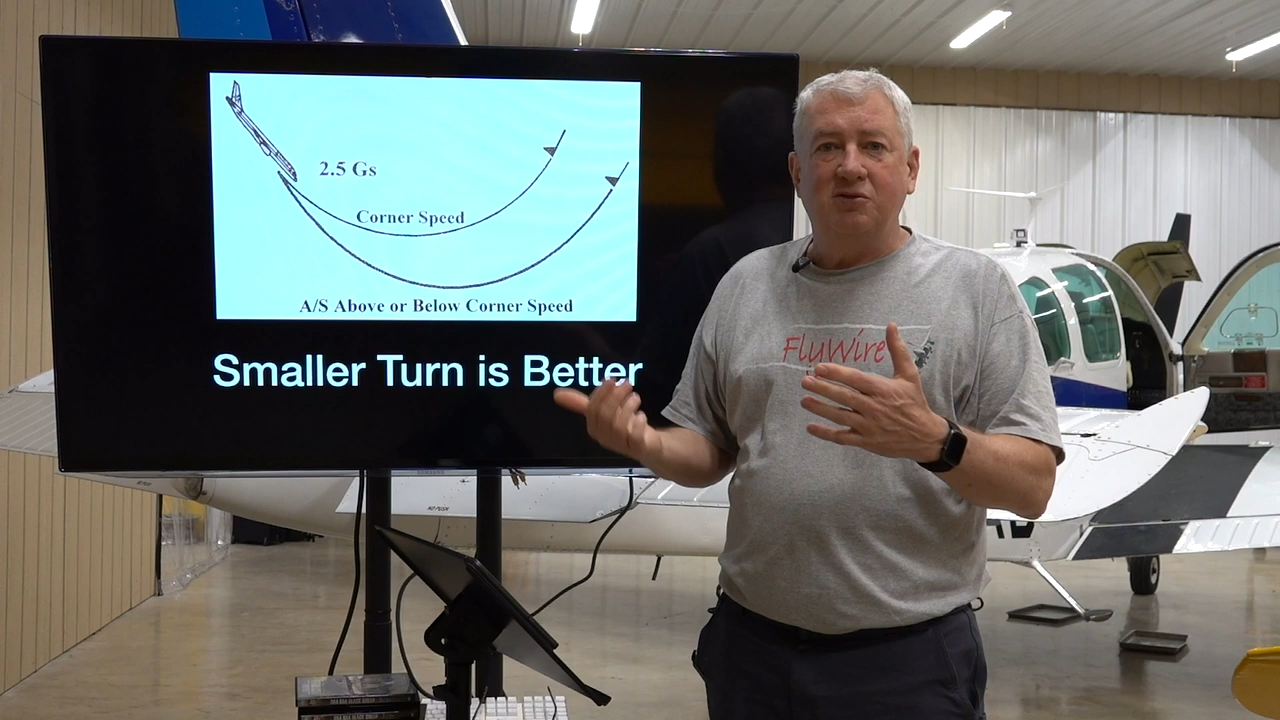 2.5 Gs
Corner Speed
A/S Above or Below Corner Speed
Smaller Turn is Better
FlyWire